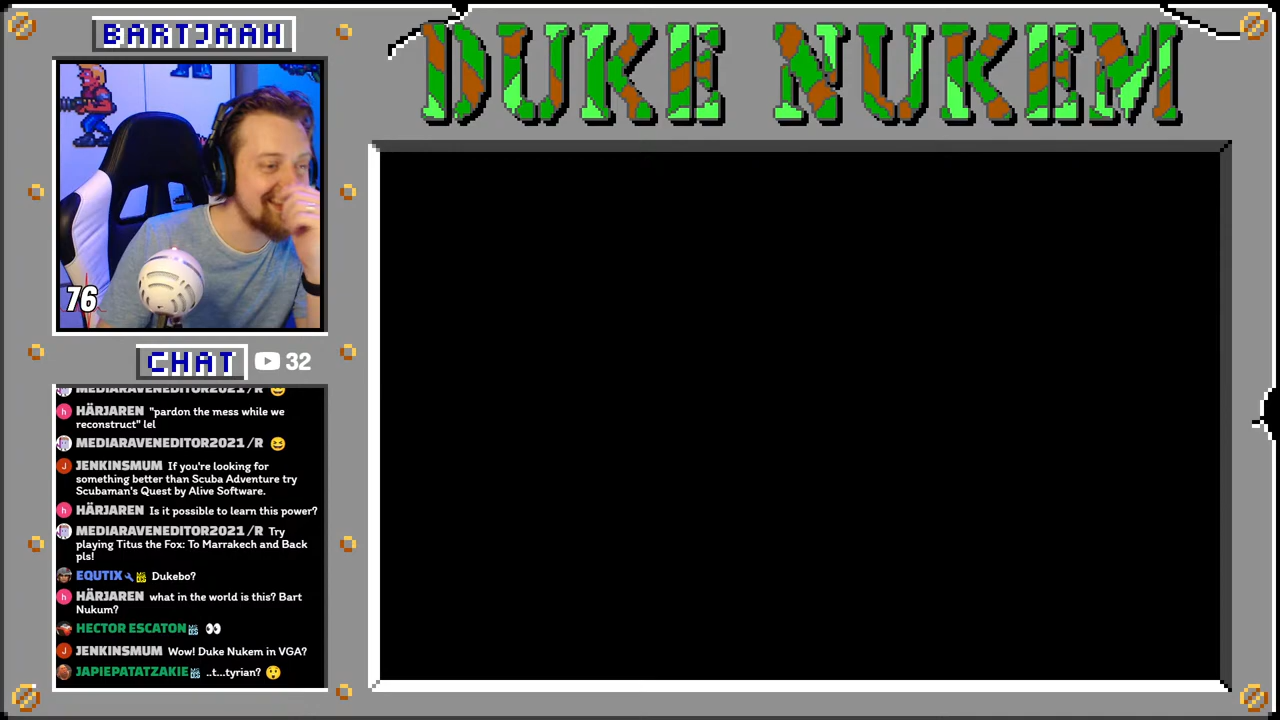 BARTJAAH
DUKE NUKEM
76
CHAT
32
MEDIARAVENEDITOR2021/R 😆
HÄRJAREN "pardon the mess while we
reconstruct" lel
MEDIARAVENEDITOR2021/R 😆
JENKINSMUM If you're looking for
something better than Scuba Adventure try
Scubaman's Quest by Alive Software.
HÄRJAREN Is it possible to learn this power?
MEDIARAVENEDITOR2021/R Try
playing Titus the Fox: To Marrakech and Back
pls!
EQUTIX Dukebo?
HÄRJAREN what in the world is this? Bart
Nukum?
HECTOR ESCATON 👀
JENKINSMUM Wow! Duke Nukem in VGA?
JAPIEPATATZAKIE ..t...tyrian? 😲